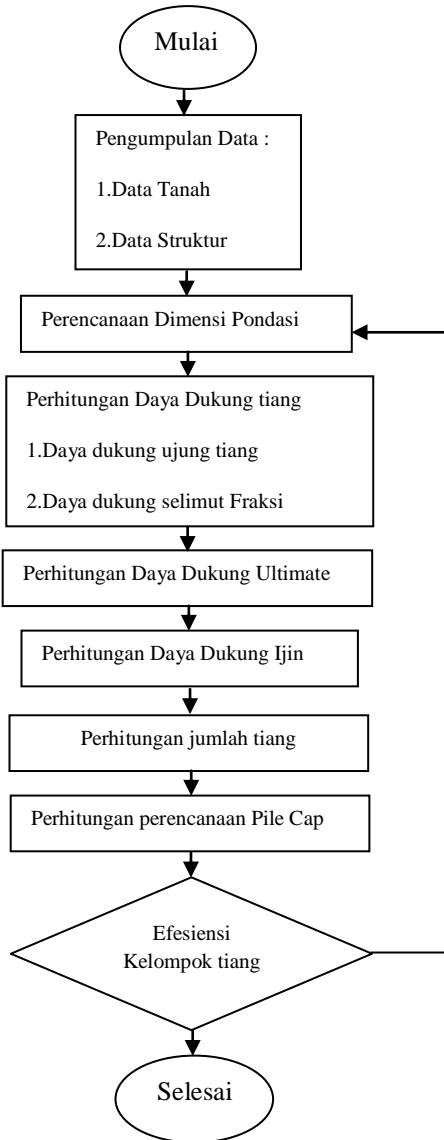 Mulai
Pengumpulan Data :
1.Data Tanah
2.Data Struktur
Perencanaan Dimensi Pondasi
Perhitungan Daya Dukung tiang
1.Daya dukung ujung tiang
2.Daya dukung selimut Fraksi
Perhitungan Daya Dukung Ultimate
Perhitungan Daya Dukung Ijin
Perhitungan jumlah tiang
Perhitungan perencanaan Pile Cap
Efesiensi
Kelompok tiang
Selesai